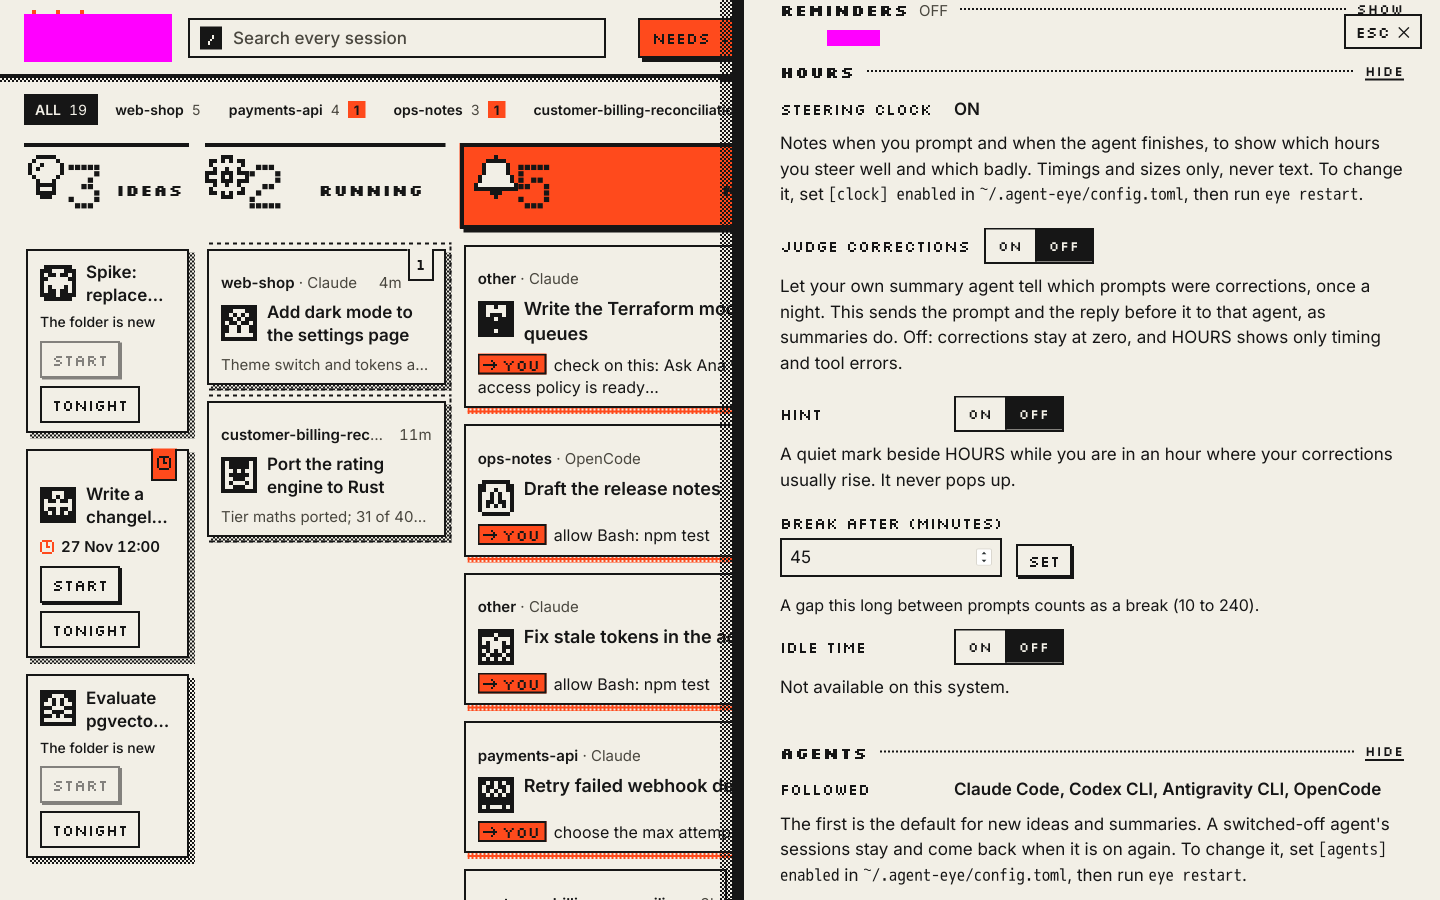 Search every session
NEEDS
ALL 19 web-shop 5 payments-api 4 1 ops-notes 3 1
3 IDEAS
Spike:
replace...
The folder is new
START
TONIGHT
Write a
changel...
27 Nov 12:00
START
TONIGHT
Evaluate
pgvecto...
The folder is new
START
TONIGHT
2 RUNNING
1
web-shop · Claude 4m
Add dark mode to
the settings page
Theme switch and tokens a...
customer-billing-rec... 11m
Port the rating
engine to Rust
Tier maths ported; 31 of 40...
5
other · Claude
Write the Terraform
queues
→ YOU check on this: Ask Ana
access policy is ready...
ops-notes · OpenCode
Draft the release notes
→ YOU allow Bash: npm test
other · Claude
Fix stale tokens in the
→ YOU allow Bash: npm test
payments-api · Claude
Retry failed webhook
→ YOU choose the max
REMINDERS OFF SHOW
ESC ×
HOURS HIDE
STEERING CLOCK ON
Notes when you prompt and when the agent finishes, to show which hours
you steer well and which badly. Timings and sizes only, never text. To change
it, set [clock] enabled in ~/.agent-eye/config.toml, then run eye restart.
JUDGE CORRECTIONS ON OFF
Let your own summary agent tell which prompts were corrections, once a
night. This sends the prompt and the reply before it to that agent, as
summaries do. Off: corrections stay at zero, and HOURS shows only timing
and tool errors.
HINT ON OFF
A quiet mark beside HOURS while you are in an hour where your corrections
usually rise. It never pops up.
BREAK AFTER (MINUTES)
45 SET
A gap this long between prompts counts as a break (10 to 240).
IDLE TIME ON OFF
Not available on this system.
AGENTS HIDE
FOLLOWED Claude Code, Codex CLI, Antigravity CLI, OpenCode
The first is the default for new ideas and summaries. A switched-off agent's
sessions stay and come back when it is on again. To change it, set [agents]
enabled in ~/.agent-eye/config.toml, then run eye restart.